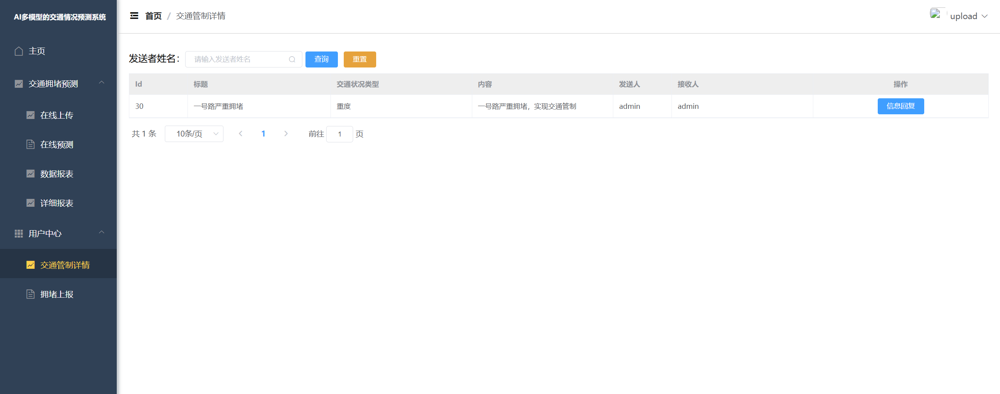 AI多模型的交通情况预测系统
主页
交通拥堵预测
在线上传
在线预测
数据报表
详细报表
用户中心
交通管制详情
拥堵上报
首页 / 交通管制详情
upload
发送者姓名： 请输入发送者姓名 查询 重置
Id 标题 交通状况类型 内容 发送人 接收人 操作
30 一号路严重拥堵 重度 一号路严重拥堵，实现交通管制 admin admin 信息回复
共 1 条 10条/页 1 前往 1 页